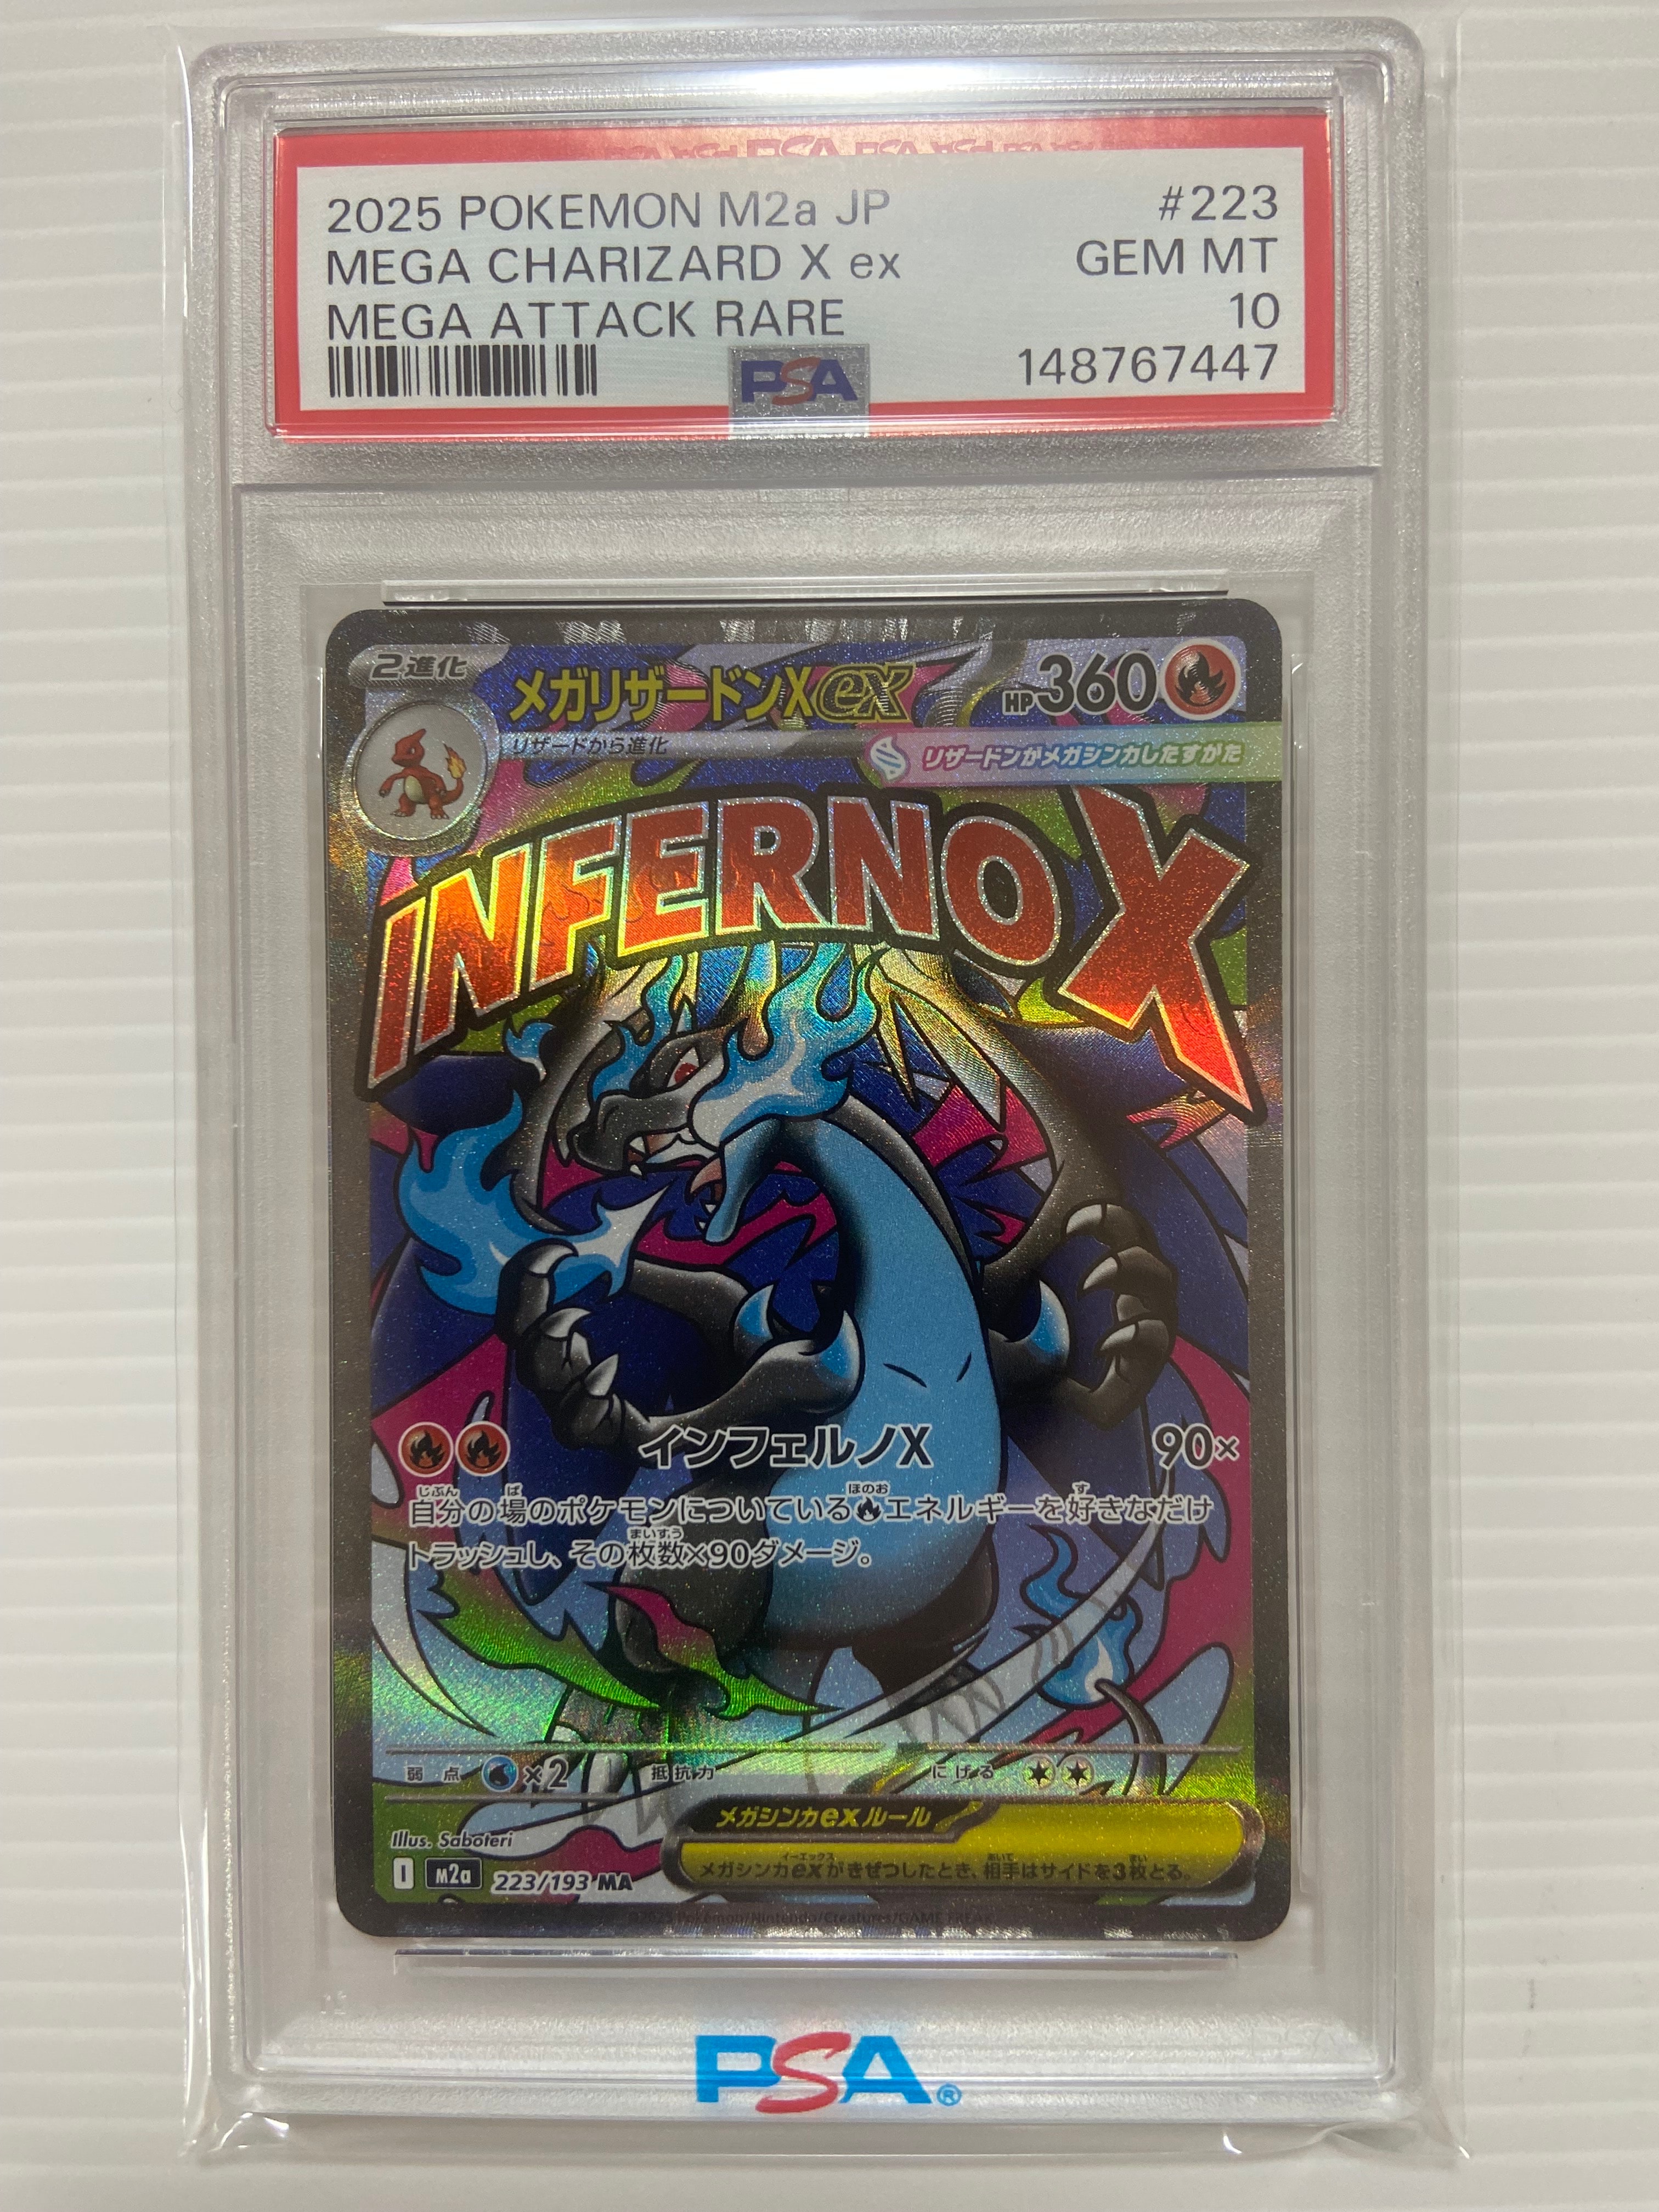 2025 POKEMON M2a JP #223
MEGA CHARIZARD X ex GEM MT
MEGA ATTACK RARE 10
PSA 148767447
2進化 メガリザードンXex HP360
リザードから進化 リザードンがメガシンカしたすがた
INFERNO X
インフェルノX 90×
自分の場のポケモンについているエネルギーを好きなだけ
トラッシュし、その枚数×90ダメージ。
弱点 ×2 抵抗力 にげる
メガシンカexルール
Illus. Saboteri
メガシンカexがきぜつしたとき、相手はサイドを3枚とる。
I m2a 223/193 MA
Pokémon/Nintendo/Creatures/GAME FREAK
PSA®